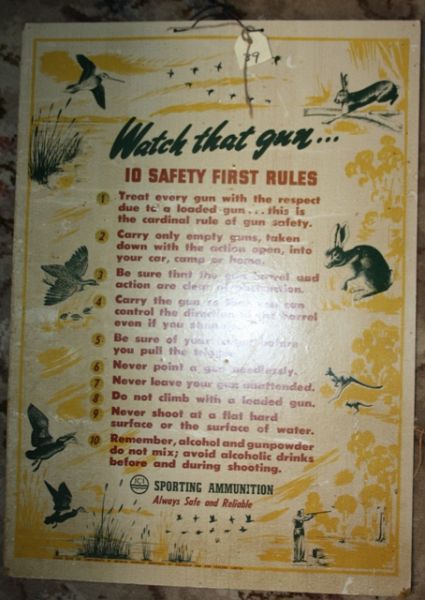 39
Watch that gun...
10 SAFETY FIRST RULES
1 Treat every gun with the respect
due to a loaded gun...this is
the cardinal rule of gun safety.
2 Carry only empty guns, taken
down with the action open, into
your car, camp or home.
3 Be sure that the gun barrel and
action are clear of obstruction.
4 Carry the gun so that you can
control the direction of the barrel
even if you
5 Be sure of your before
you pull the trigger.
6 Never point a gun needlessly.
7 Never leave your gun unattended.
8 Do not climb with a loaded gun.
9 Never shoot at a flat hard
surface or the surface of water.
10 Remember, alcohol and gunpowder
do not mix; avoid alcoholic drinks
before and during shooting.
ICI SPORTING AMMUNITION
Always Safe and Reliable